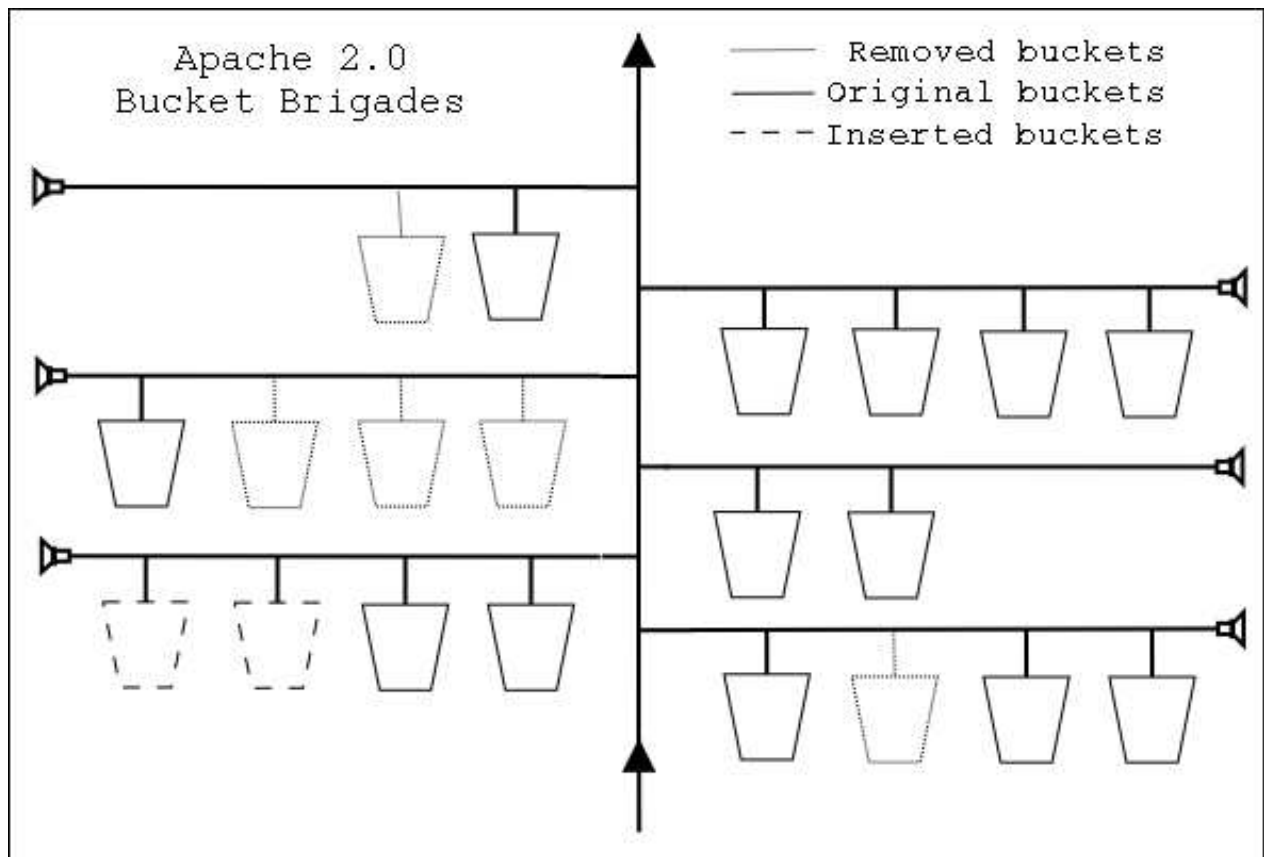 Apache 2.0
Bucket Brigades
Removed buckets
Original buckets
Inserted buckets